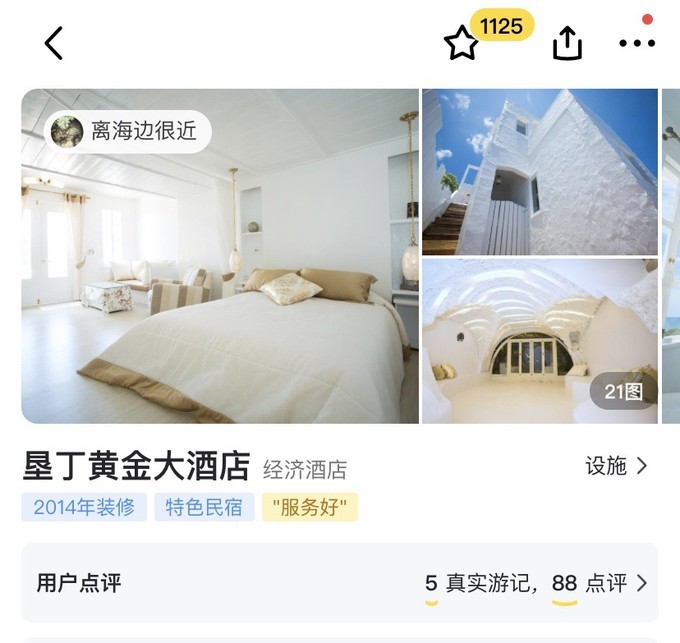 1125
离海边很近
21图
垦丁黄金大酒店 经济酒店
设施
2014年装修 特色民宿 "服务好"
用户点评 5 真实游记，88 点评